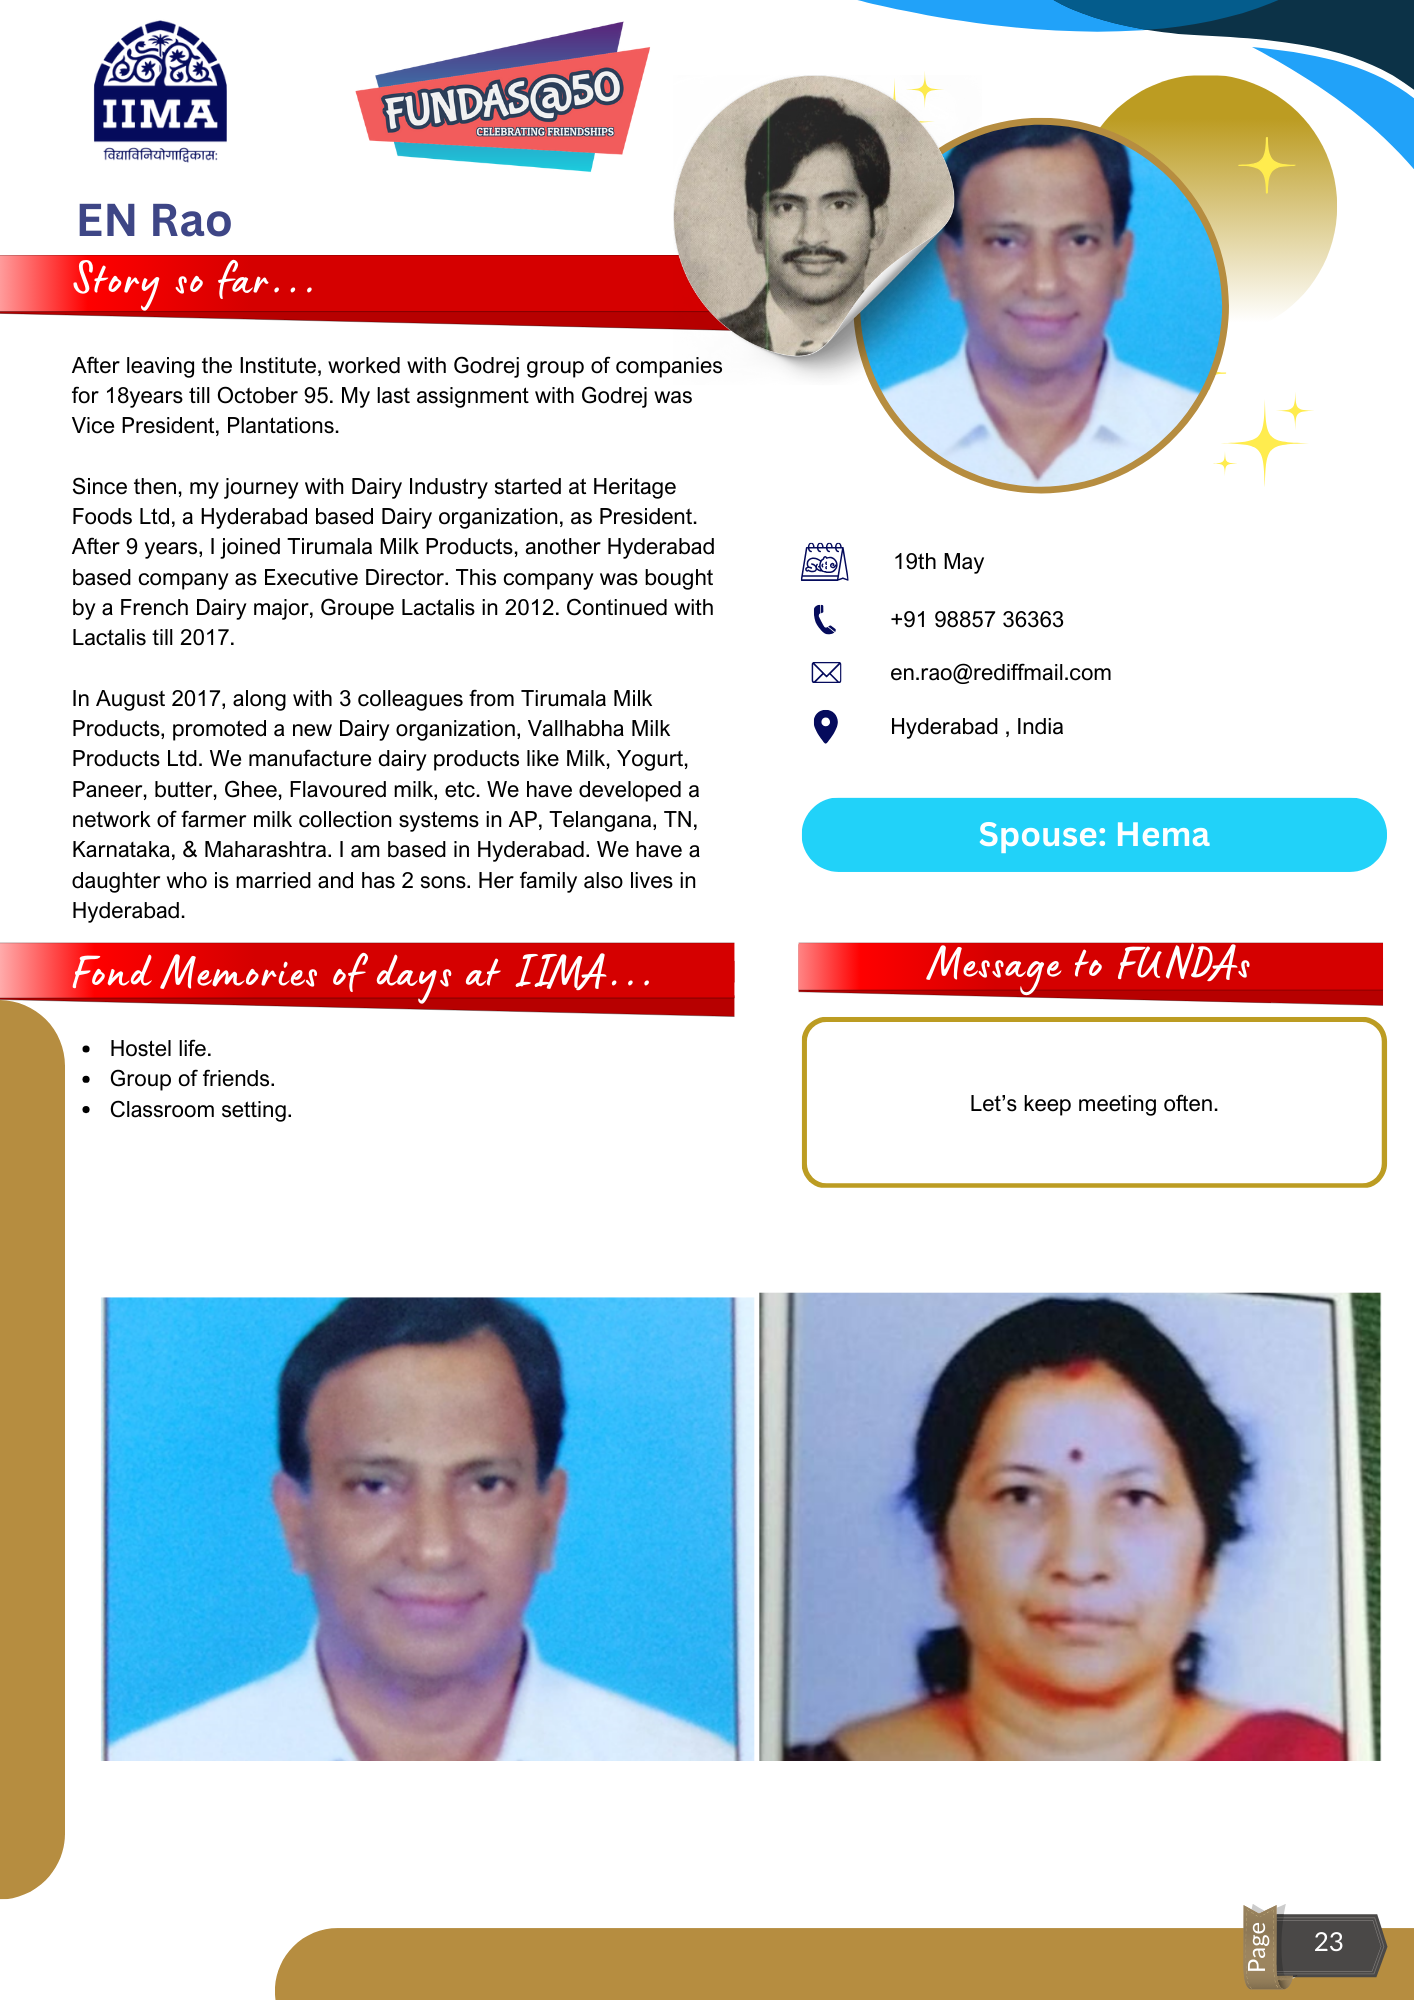 IIMA
विद्याविनियोगाद्विकासः
FUNDAS@50
CELEBRATING FRIENDSHIPS
EN Rao
Story so far...
After leaving the Institute, worked with Godrej group of companies
for 18years till October 95. My last assignment with Godrej was
Vice President, Plantations.
Since then, my journey with Dairy Industry started at Heritage
Foods Ltd, a Hyderabad based Dairy organization, as President.
After 9 years, I joined Tirumala Milk Products, another Hyderabad
based company as Executive Director. This company was bought
by a French Dairy major, Groupe Lactalis in 2012. Continued with
Lactalis till 2017.
In August 2017, along with 3 colleagues from Tirumala Milk
Products, promoted a new Dairy organization, Vallhabha Milk
Products Ltd. We manufacture dairy products like Milk, Yogurt,
Paneer, butter, Ghee, Flavoured milk, etc. We have developed a
network of farmer milk collection systems in AP, Telangana, TN,
Karnataka, & Maharashtra. I am based in Hyderabad. We have a
daughter who is married and has 2 sons. Her family also lives in
Hyderabad.
19th May
+91 98857 36363
en.rao@rediffmail.com
Hyderabad , India
Spouse: Hema
Fond Memories of days at IIMA...
• Hostel life.
• Group of friends.
• Classroom setting.
Message to FUNDAs
Let’s keep meeting often.
Page
23